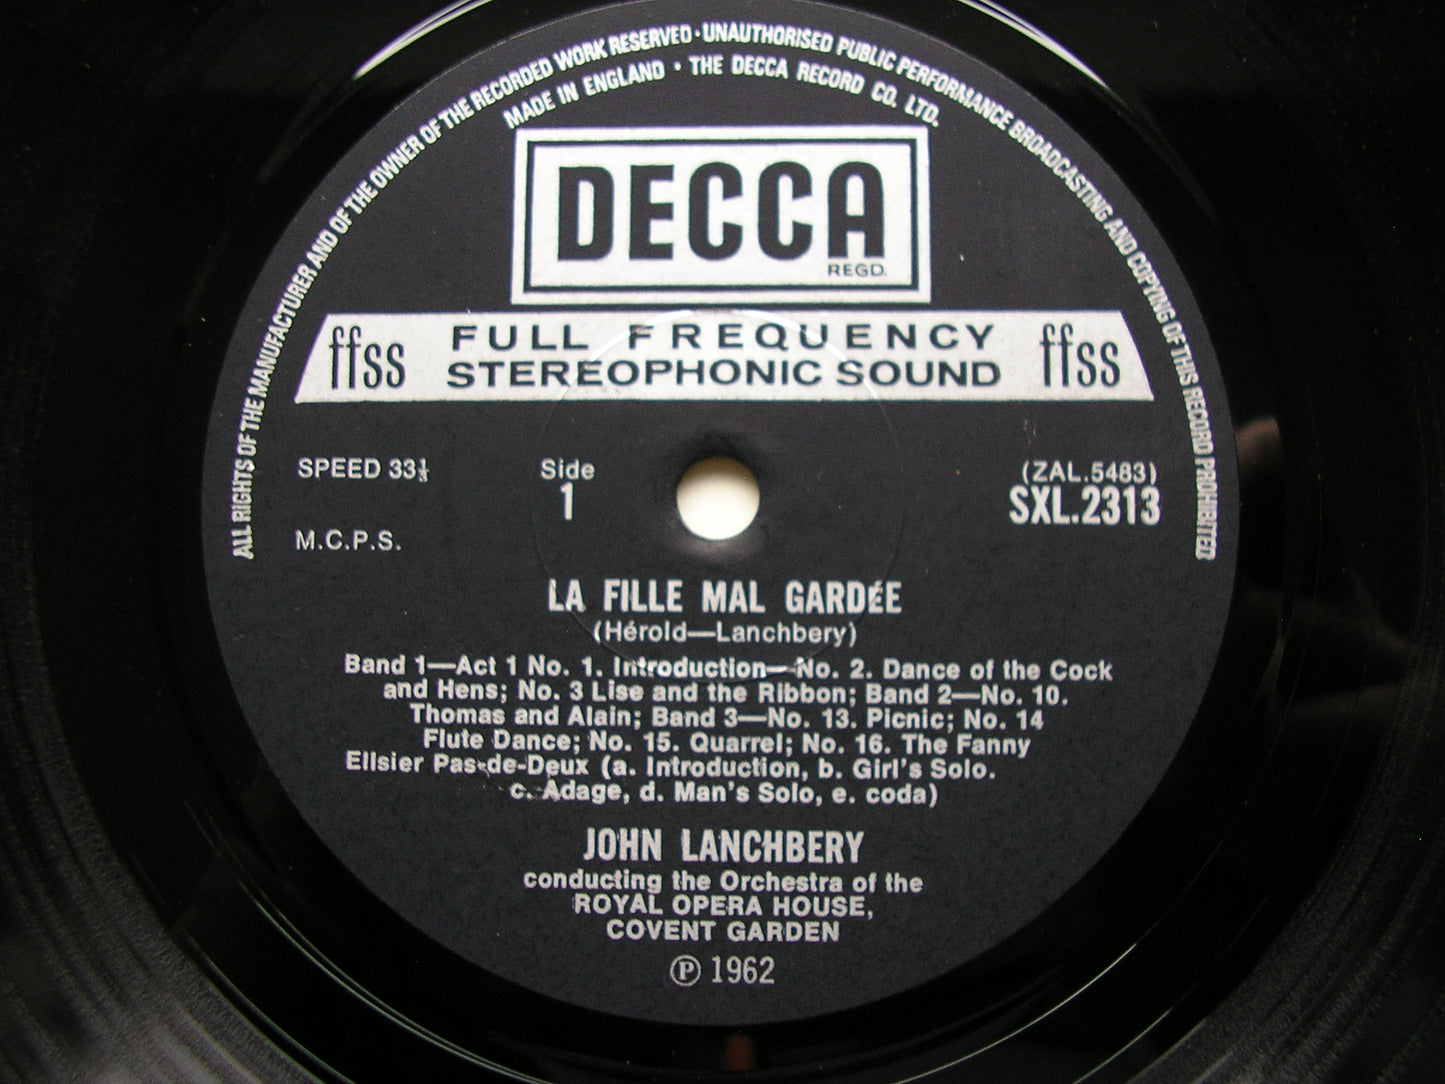 ALL RIGHTS OF THE MANUFACTURER AND OF THE OWNER OF THE RECORDED WORK RESERVED · UNAUTHORISED PUBLIC PERFORMANCE BROADCASTING AND COPYING OF THIS RECORD PROHIBITED
MADE IN ENGLAND · THE DECCA RECORD CO. LTD.
DECCA
REGD.
ffss FULL FREQUENCY ffss
STEREOPHONIC SOUND
SPEED 33⅓ Side (ZAL.5483)
1 SXL.2313
M.C.P.S.
LA FILLE MAL GARDÉE
(Hérold—Lanchbery)
Band 1—Act 1 No. 1. Introduction—No. 2. Dance of the Cock
and Hens; No. 3 Lise and the Ribbon; Band 2—No. 10.
Thomas and Alain; Band 3—No. 13. Picnic; No. 14
Flute Dance; No. 15. Quarrel; No. 16. The Fanny
Ellsier Pas-de-Deux (a. Introduction, b. Girl's Solo.
c. Adage, d. Man's Solo, e. coda)
JOHN LANCHBERY
conducting the Orchestra of the
ROYAL OPERA HOUSE,
COVENT GARDEN
℗ 1962